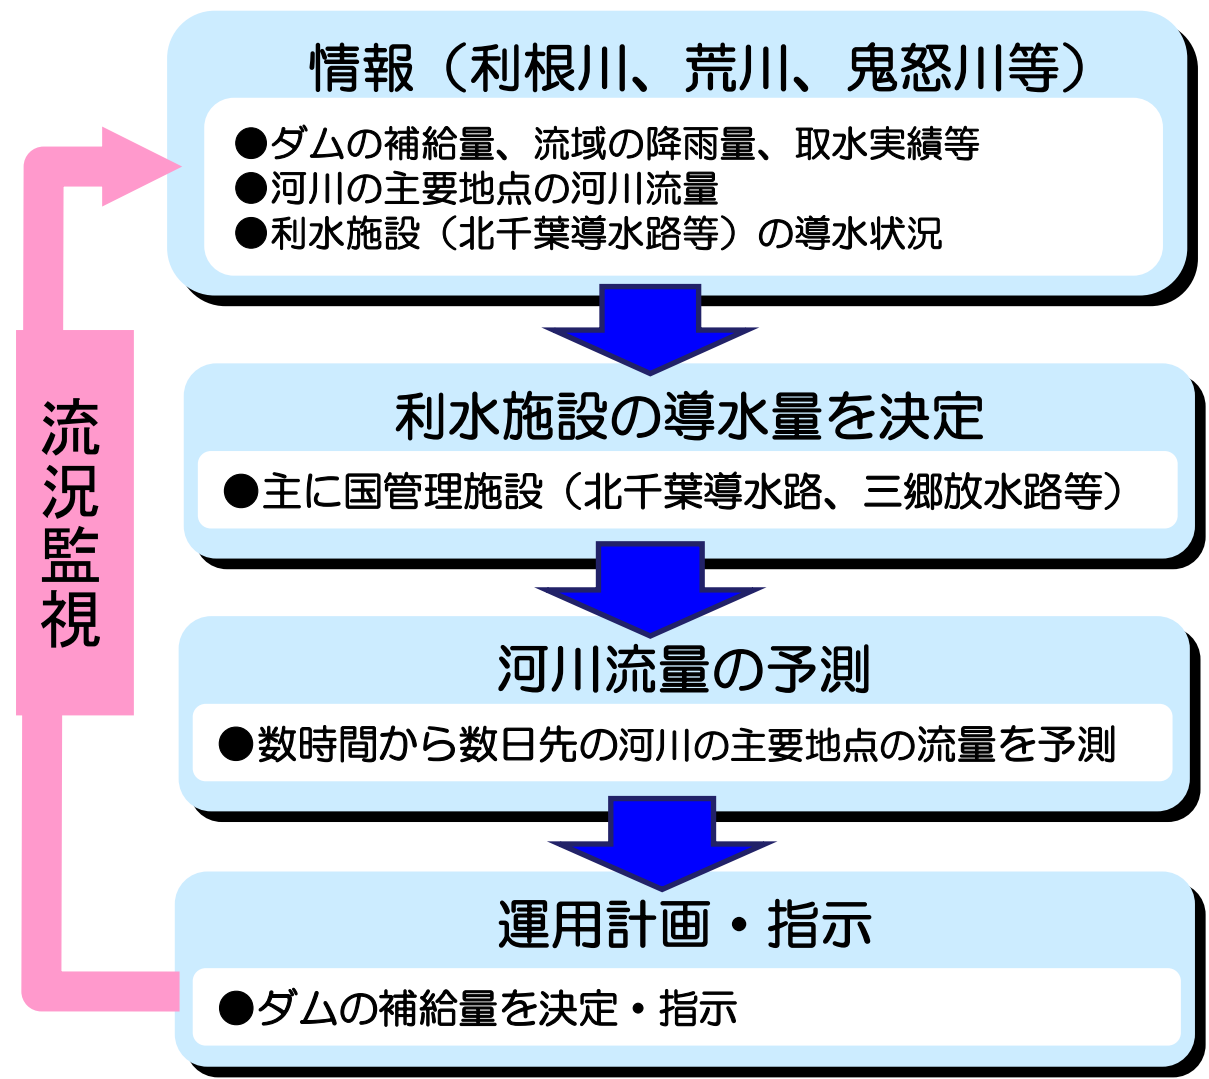 情報（利根川、荒川、鬼怒川等）
●ダムの補給量、流域の降雨量、取水実績等
●河川の主要地点の河川流量
●利水施設（北千葉導水路等）の導水状況
利水施設の導水量を決定
●主に国管理施設（北千葉導水路、三郷放水路等）
流況監視
河川流量の予測
●数時間から数日先の河川の主要地点の流量を予測
運用計画・指示
●ダムの補給量を決定・指示